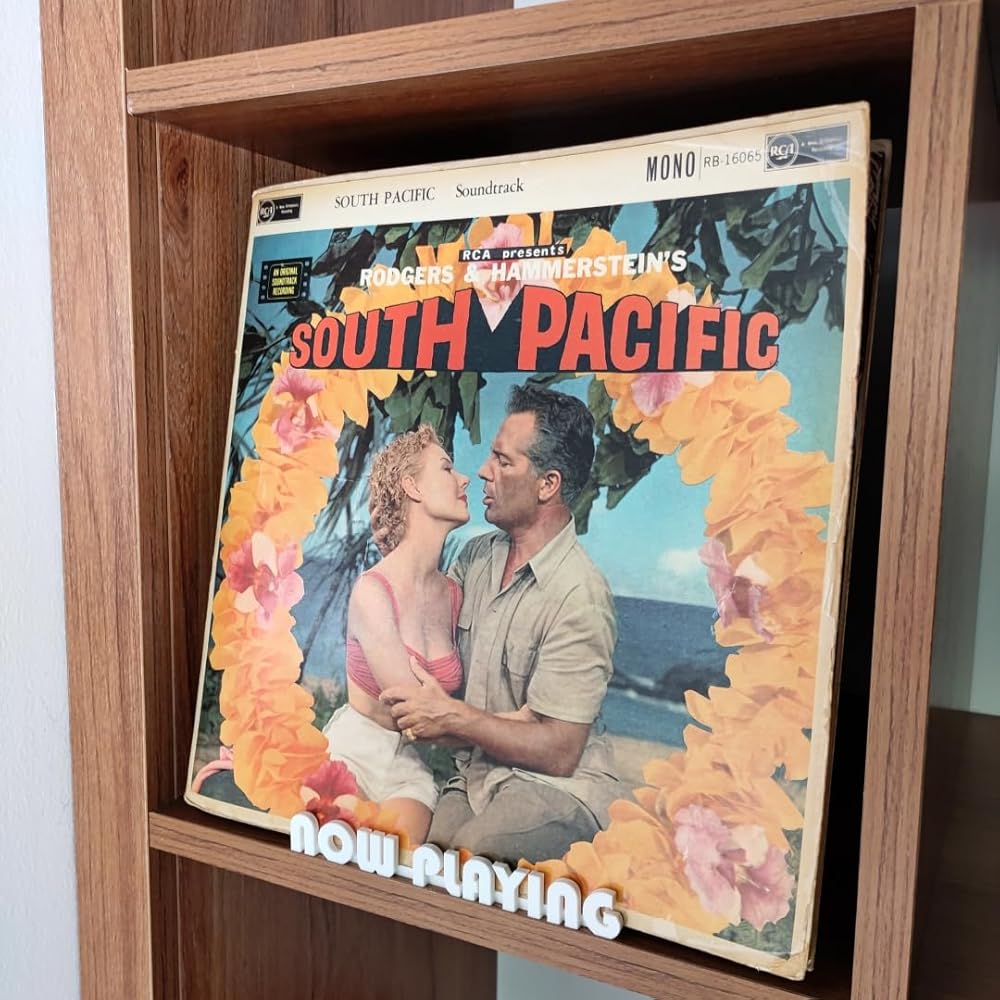 SOUTH PACIFIC Soundtrack
MONO RB-16065
RCA
RCA
RCA presents
RODGERS & HAMMERSTEIN'S
SOUTH PACIFIC
AN ORIGINAL
SOUNDTRACK
RECORDING
NOW PLAYING